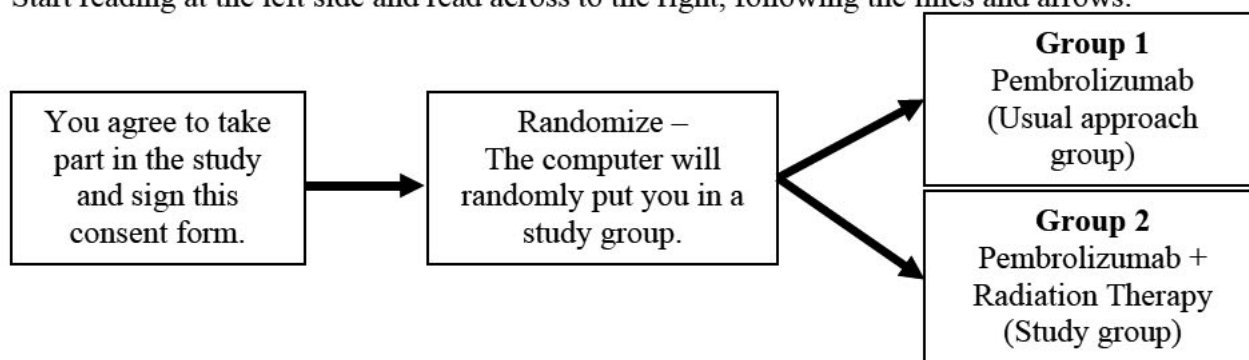 Start reading at the left side and read across to the right, following the lines and arrows.
You agree to take
part in the study
and sign this
consent form.
Randomize –
The computer will
randomly put you in a
study group.
Group 1
Pembrolizumab
(Usual approach
group)
Group 2
Pembrolizumab +
Radiation Therapy
(Study group)